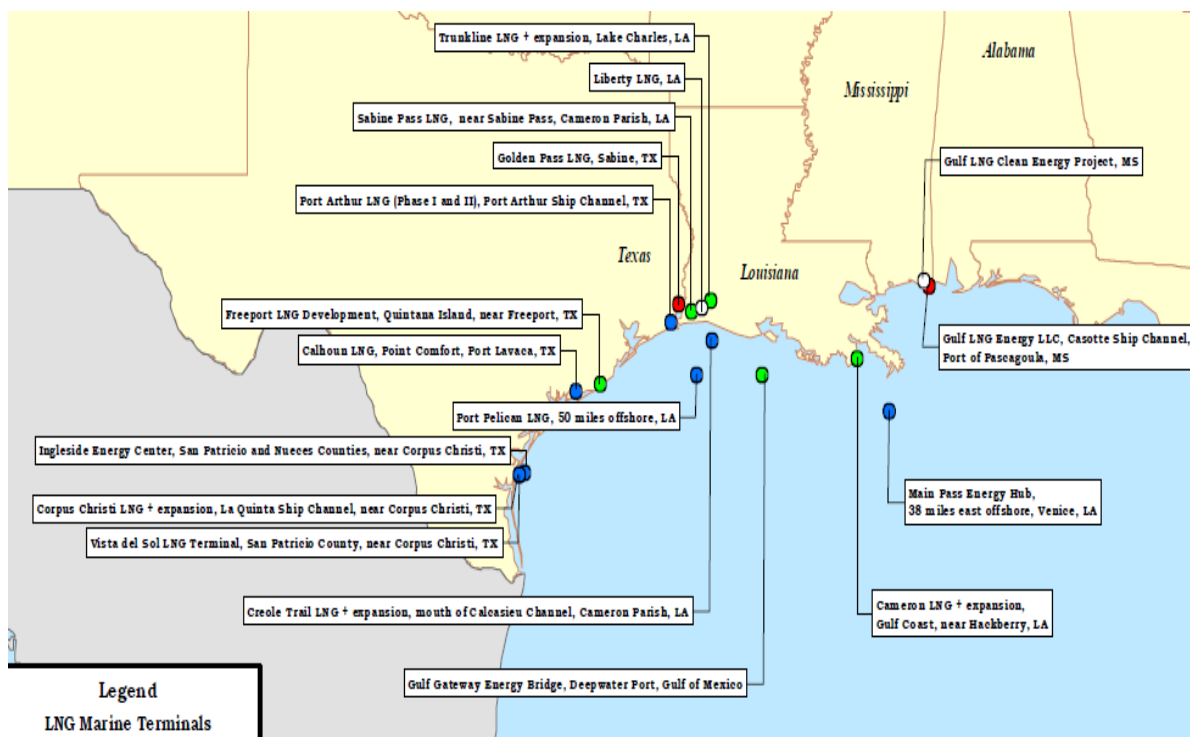 Trunkline LNG + expansion, Lake Charles, LA
Alabama
Liberty LNG, LA
Mississippi
Sabine Pass LNG, near Sabine Pass, Cameron Parish, LA
Golden Pass LNG, Sabine, TX
Gulf LNG Clean Energy Project, MS
Port Arthur LNG (Phase I and II), Port Arthur Ship Channel, TX
Texas
Louisiana
Freeport LNG Development, Quintana Island, near Freeport, TX
Calhoun LNG, Point Comfort, Port Lavaca, TX
Gulf LNG Energy LLC, Casotte Ship Channel,
Port of Pascagoula, MS
Port Pelican LNG, 50 miles offshore, LA
Ingleside Energy Center, San Patricio and Nueces Counties, near Corpus Christi, TX
Corpus Christi LNG + expansion, La Quinta Ship Channel, near Corpus Christi, TX
Main Pass Energy Hub,
38 miles east offshore, Venice, LA
Vista del Sol LNG Terminal, San Patricio County, near Corpus Christi, TX
Creole Trail LNG + expansion, mouth of Calcasieu Channel, Cameron Parish, LA
Cameron LNG + expansion,
Gulf Coast, near Hackberry, LA
Gulf Gateway Energy Bridge, Deepwater Port, Gulf of Mexico
Legend
LNG Marine Terminals